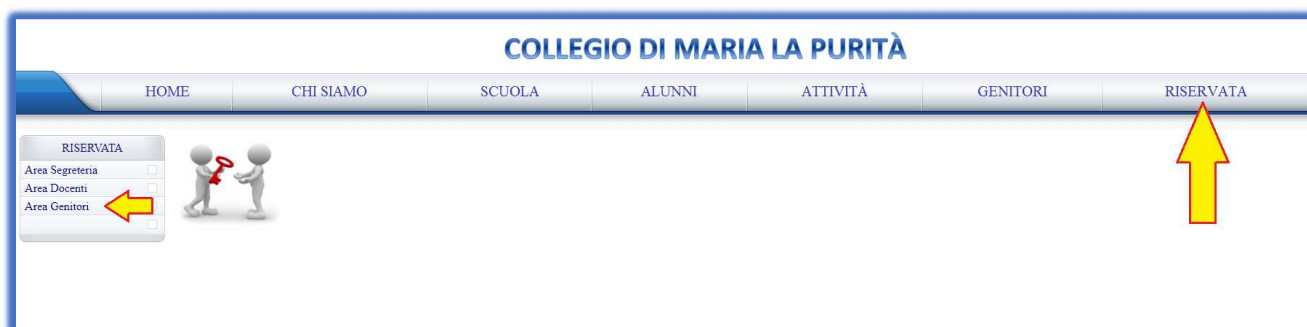 COLLEGIO DI MARIA LA PURITÀ
HOME CHI SIAMO SCUOLA ALUNNI ATTIVITÀ GENITORI RISERVATA
RISERVATA
Area Segreteria
Area Docenti
Area Genitori